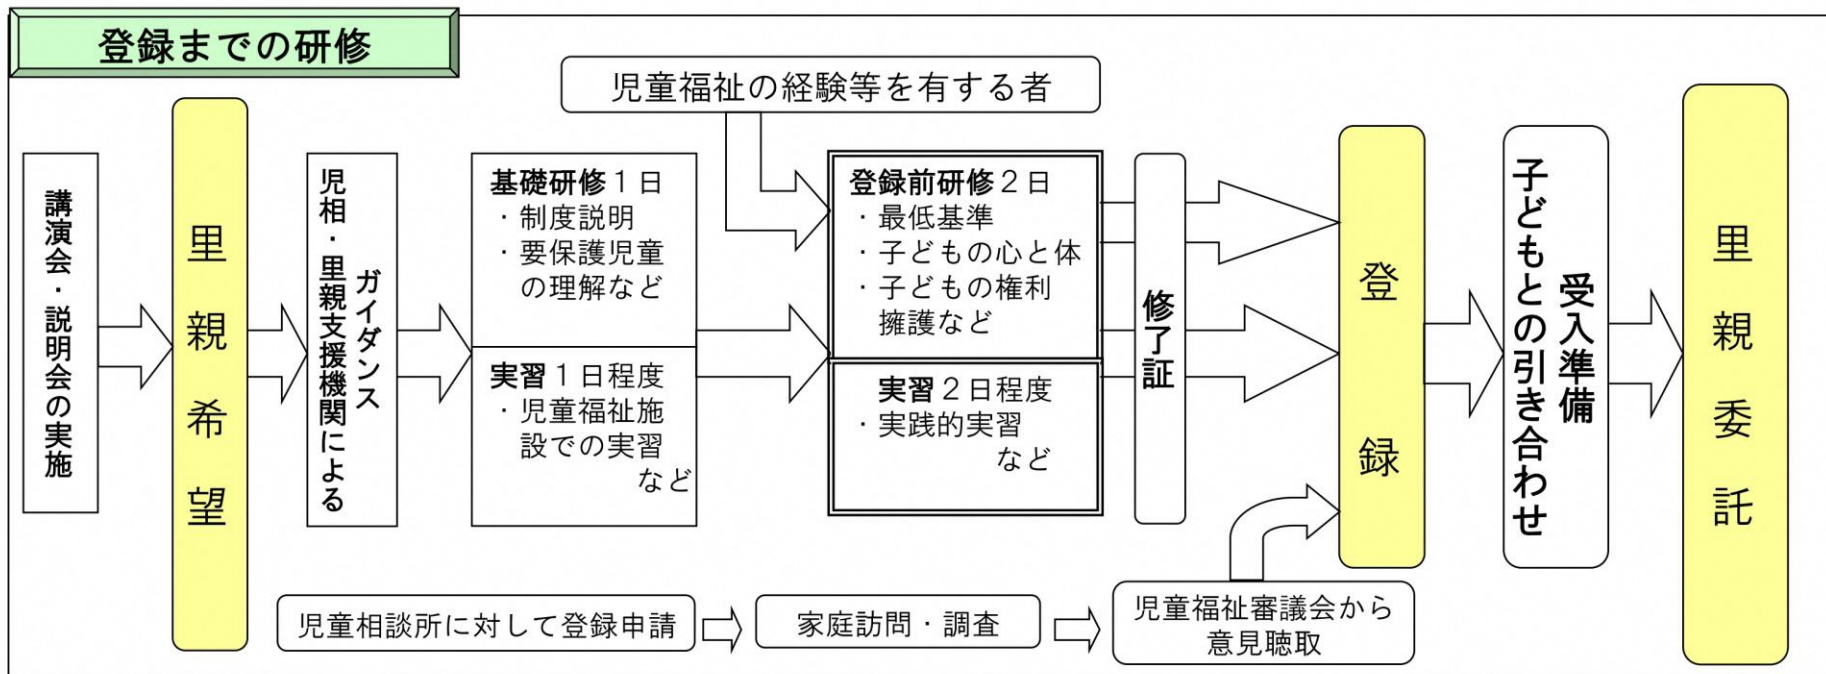 登録までの研修
児童福祉の経験等を有する者
講演会・説明会の実施
里親希望
児相・里親支援機関による
ガイダンス
基礎研修１日
・制度説明
・要保護児童
の理解など
実習１日程度
・児童福祉施
設での実習
など
登録前研修２日
・最低基準
・子どもの心と体
・子どもの権利
擁護など
実習２日程度
・実践的実習
など
修了証
登録
受入準備
子どもとの引き合わせ
里親委託
児童相談所に対して登録申請
家庭訪問・調査
児童福祉審議会から
意見聴取